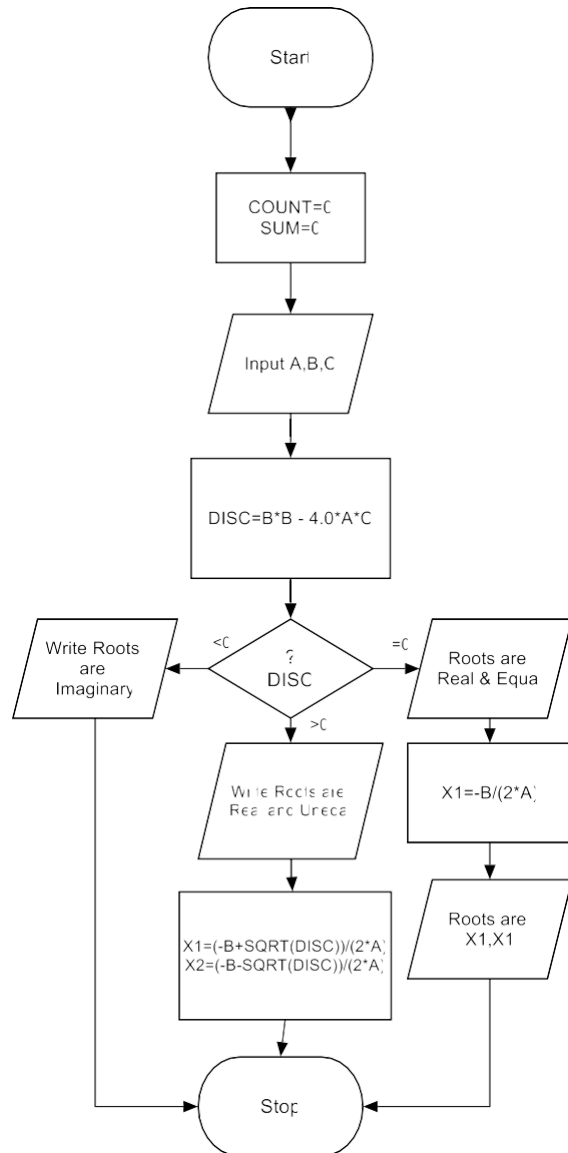 Start
COUNT=0
SUM=0
Input A,B,C
DISC=B*B - 4.0*A*C
<0
?
DISC
=0
>0
Write Roots
are
Imaginary
Roots are
Real & Equa
Write Roots are
Real and Uneqa
X1=-B/(2*A)
X1=(-B+SQRT(DISC))/(2*A)
X2=(-B-SQRT(DISC))/(2*A)
Roots are
X1,X1
Stop